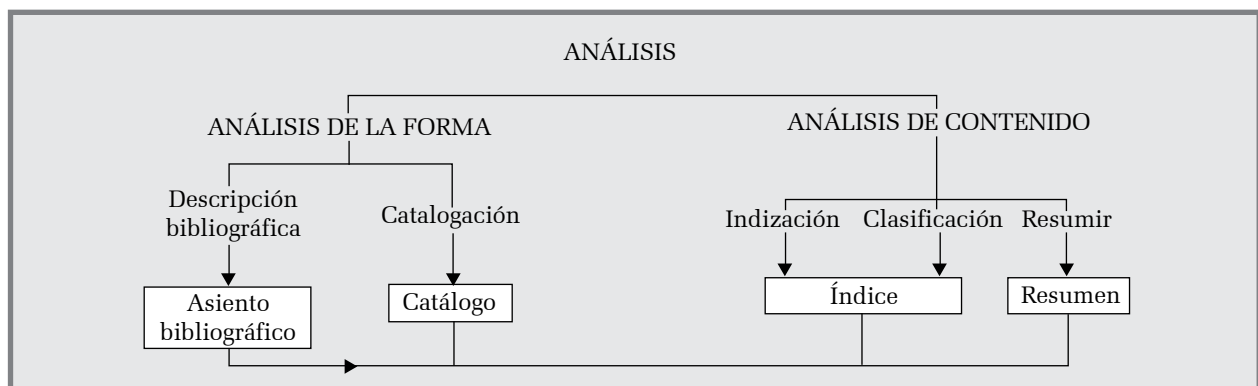 ANÁLISIS
ANÁLISIS DE LA FORMA
ANÁLISIS DE CONTENIDO
Descripción
bibliográfica
Catalogación
Indización
Clasificación
Resumir
Asiento
bibliográfico
Catálogo
Índice
Resumen